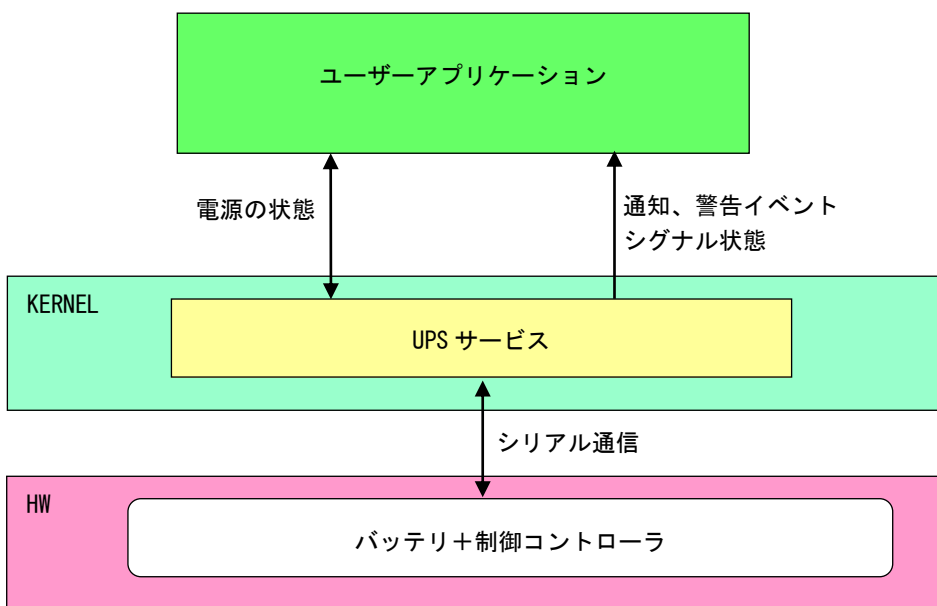 ユーザーアプリケーション
電源の状態
通知、警告イベント
シグナル状態
KERNEL
UPS サービス
シリアル通信
HW
バッテリ＋制御コントローラ